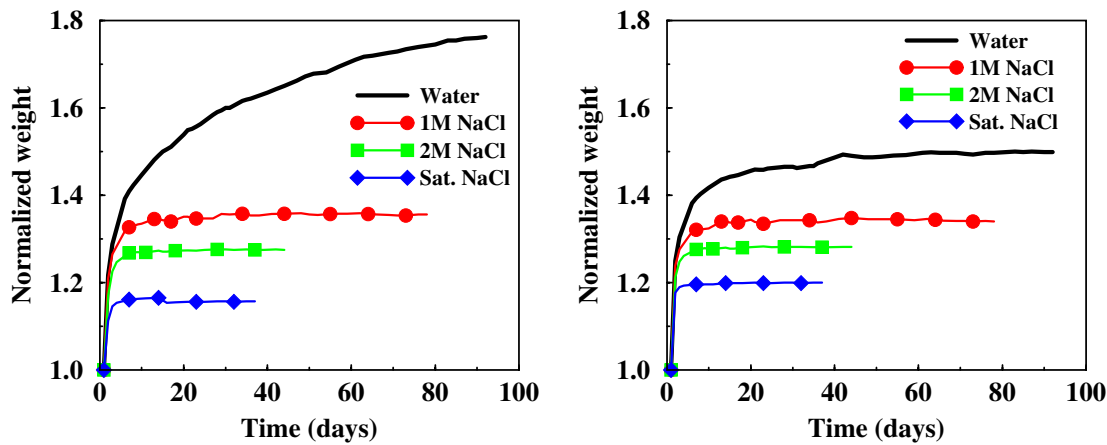 Normalized weight
1.8
1.6
1.4
1.2
1.0
0
20
40
60
80
100
Time (days)
Water
1M NaCl
2M NaCl
Sat. NaCl
Normalized weight
1.8
1.6
1.4
1.2
1.0
0
20
40
60
80
100
Time (days)
Water
1M NaCl
2M NaCl
Sat. NaCl